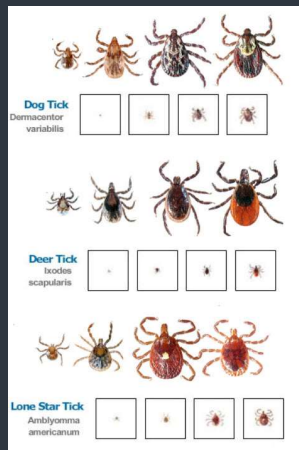 Dog Tick
Dermacentor
variabilis
Deer Tick
Ixodes
scapularis
Lone Star Tick
Amblyomma
americanum